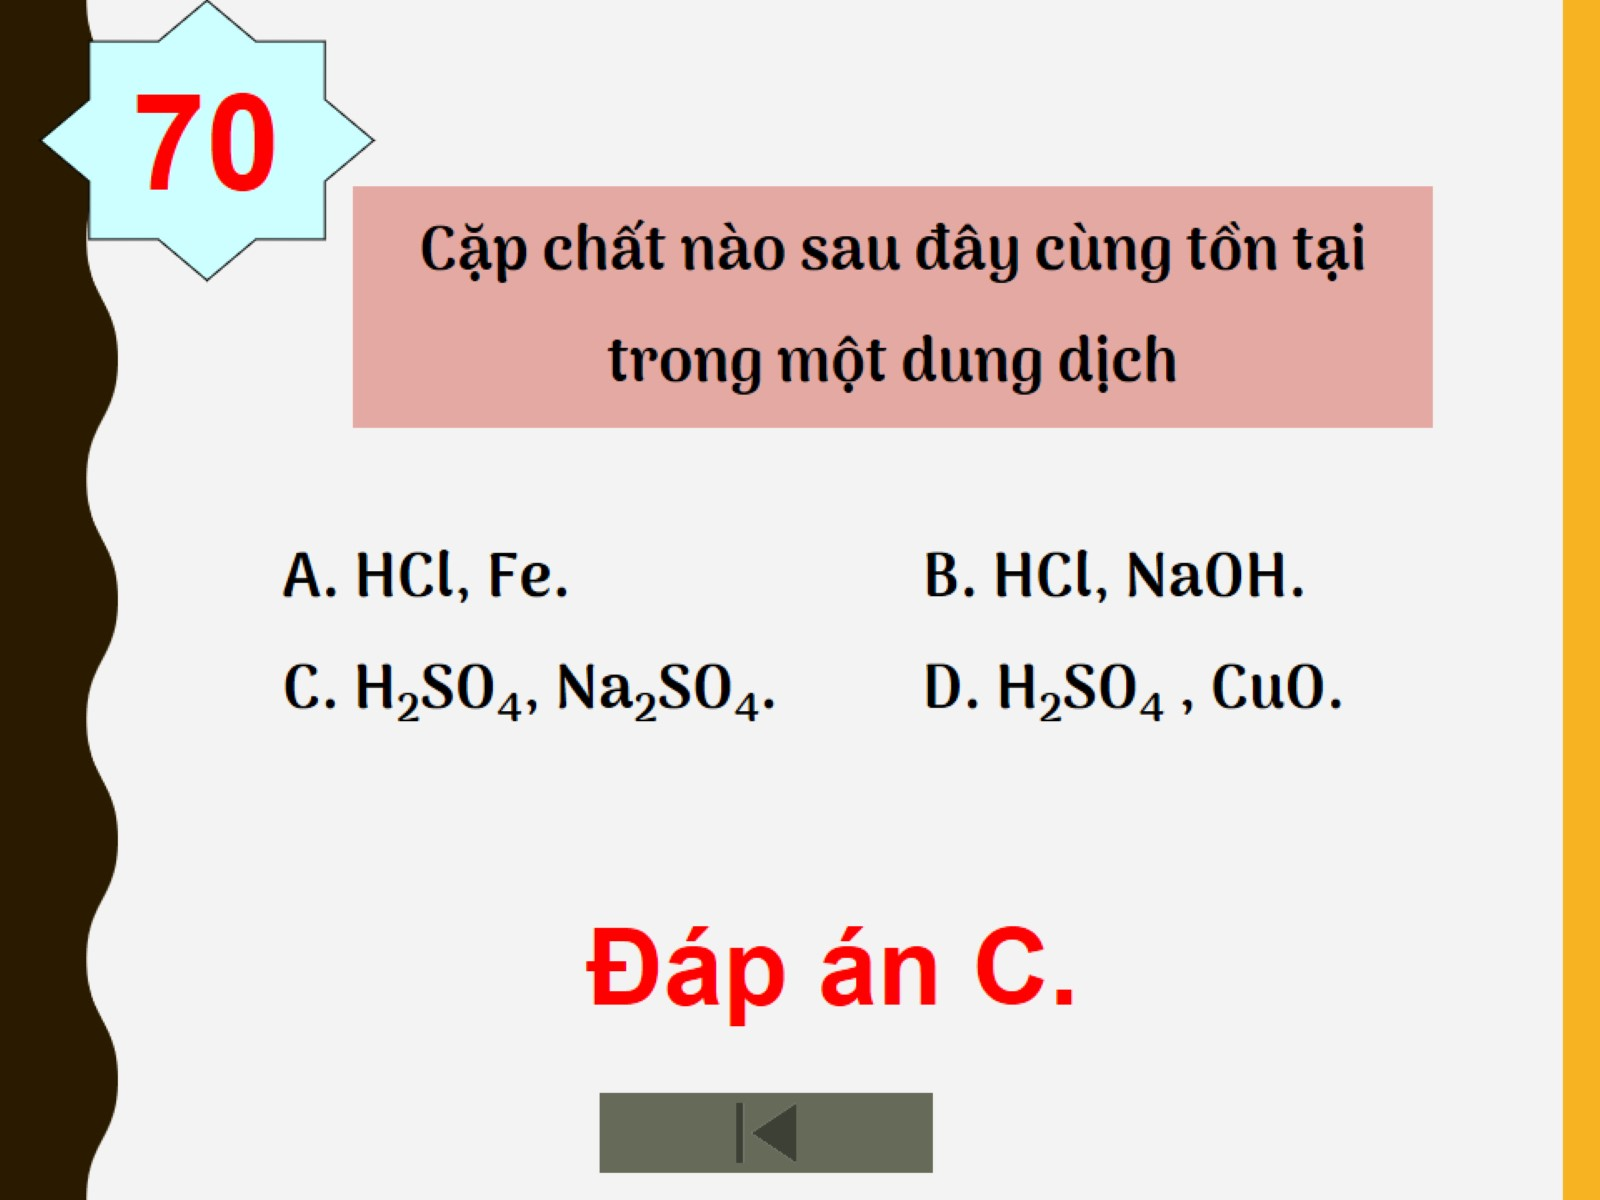 70
Cặp chất nào sau đây cùng tồn tại
trong một dung dịch
A. HCl, Fe. B. HCl, NaOH.
C. H₂SO₄, Na₂SO₄. D. H₂SO₄ , CuO.
Đáp án C.